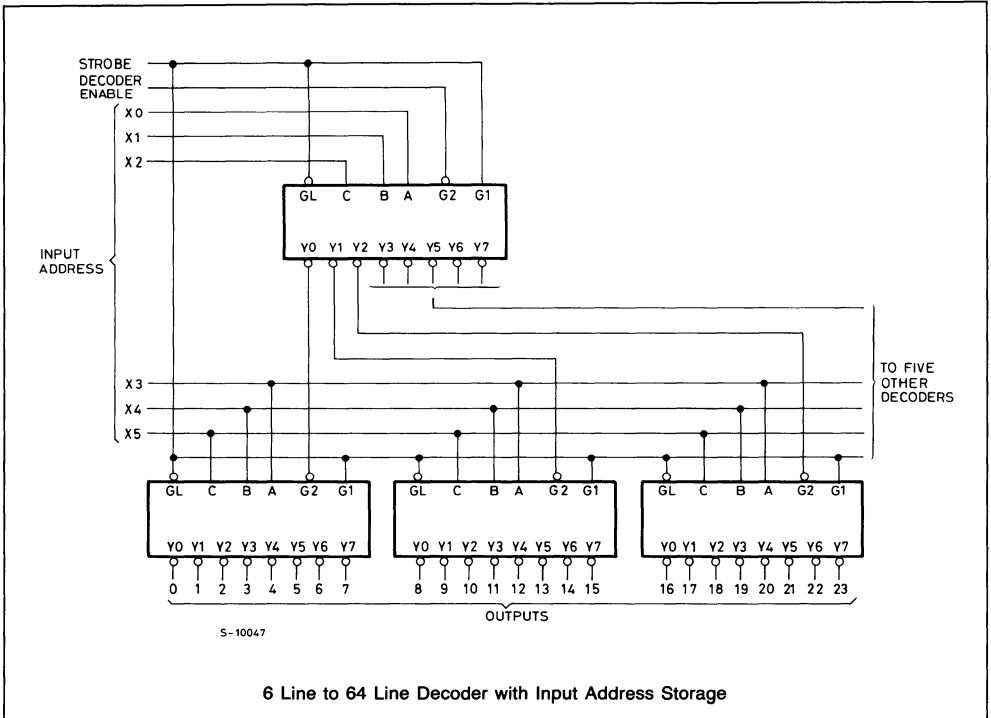 STROBE
DECODER
ENABLE
X0
X1
X2
GL C B A G2 G1
Y0 Y1 Y2 Y3 Y4 Y5 Y6 Y7
INPUT
ADDRESS
TO FIVE
OTHER
DECODERS
X3
X4
X5
GL C B A G2 G1 GL C B A G2 G1 GL C B A G2 G1
Y0 Y1 Y2 Y3 Y4 Y5 Y6 Y7 Y0 Y1 Y2 Y3 Y4 Y5 Y6 Y7 Y0 Y1 Y2 Y3 Y4 Y5 Y6 Y7
0 1 2 3 4 5 6 7 8 9 10 11 12 13 14 15 16 17 18 19 20 21 22 23
OUTPUTS
S-10047
6 Line to 64 Line Decoder with Input Address Storage